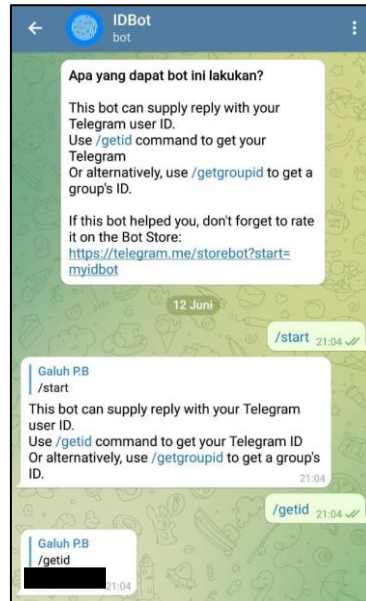 IDBot
bot
Apa yang dapat bot ini lakukan?
This bot can supply reply with your
Telegram user ID.
Use /getid command to get your
Telegram
Or alternatively, use /getgroupid to get a
group's ID.
If this bot helped you, don't forget to rate
it on the Bot Store:
https://telegram.me/storebot?start=
myidbot
12 Juni
/start 21:04
Galuh P.B
/start
This bot can supply reply with your Telegram
user ID.
Use /getid command to get your Telegram ID
Or alternatively, use /getgroupid to get a group's
ID.
21:04
/getid 21:04
Galuh P.B
/getid
21:04